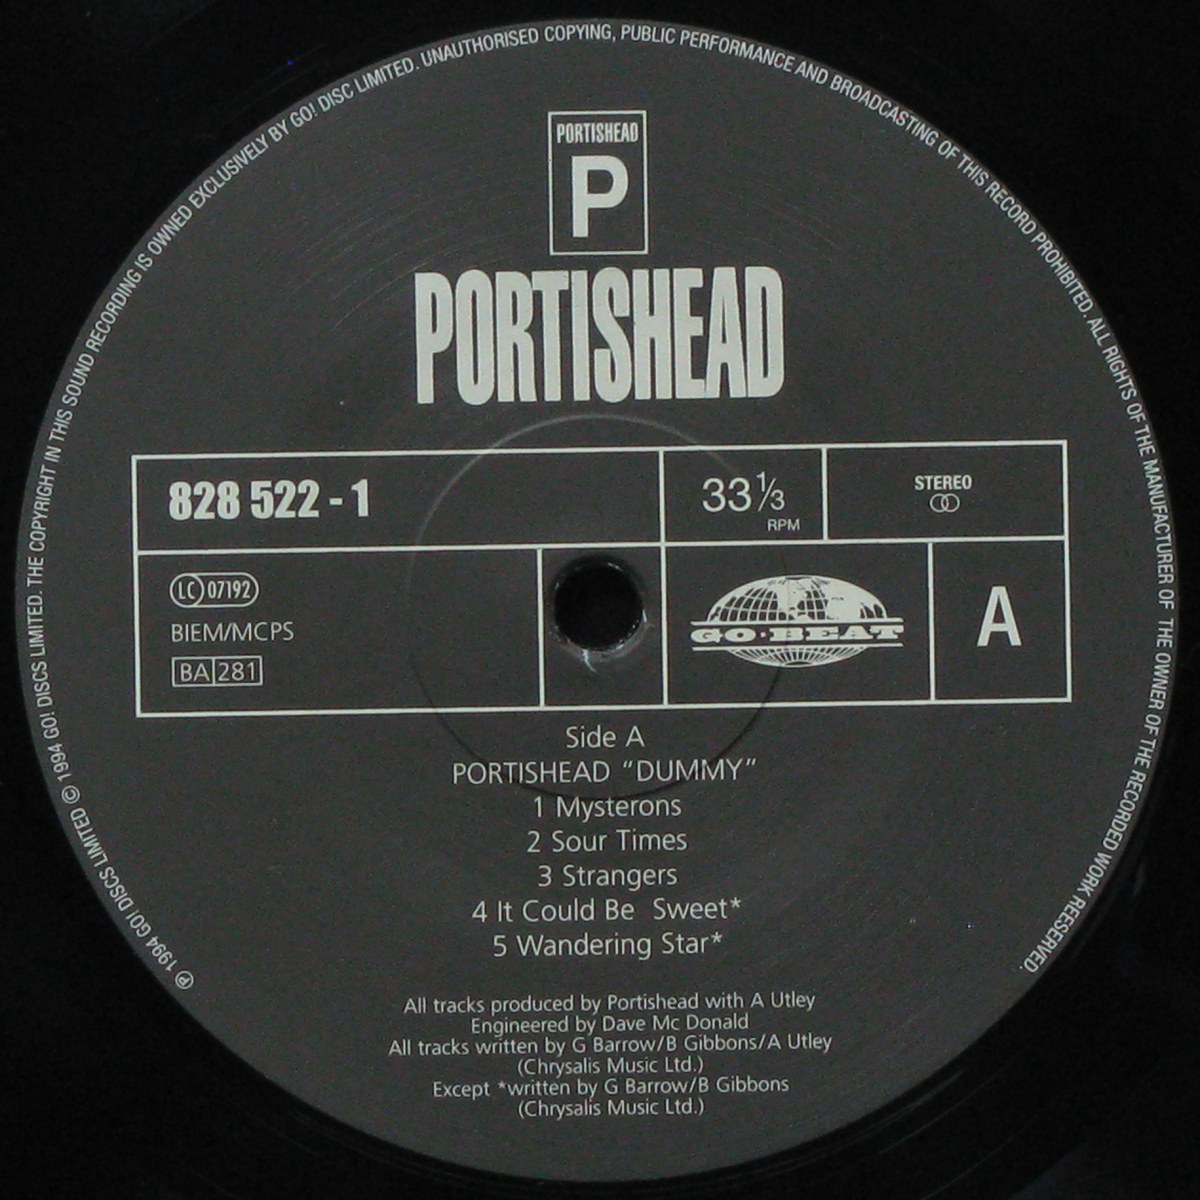 ℗ 1994 GO! DISCS LIMITED © 1994 GO! DISCS LIMITED. THE COPYRIGHT IN THIS SOUND RECORDING IS OWNED EXCLUSIVELY BY GO! DISC LIMITED. UNAUTHORISED COPYING, PUBLIC PERFORMANCE AND BROADCASTING OF THIS RECORD PROHIBITED. ALL RIGHTS OF THE MANUFACTURER OF THE OWNER OF THE RECORDED WORK REESERVED.
PORTISHEAD
P
PORTISHEAD
828 522 - 1
33 1/3
RPM
STEREO
LC 07192
BIEM/MCPS
BA 281
GO·BEAT
A
Side A
PORTISHEAD "DUMMY"
1 Mysterons
2 Sour Times
3 Strangers
4 It Could Be Sweet*
5 Wandering Star*
All tracks produced by Portishead with A Utley
Engineered by Dave Mc Donald
All tracks written by G Barrow/B Gibbons/A Utley
(Chrysalis Music Ltd.)
Except *written by G Barrow/B Gibbons
(Chrysalis Music Ltd.)